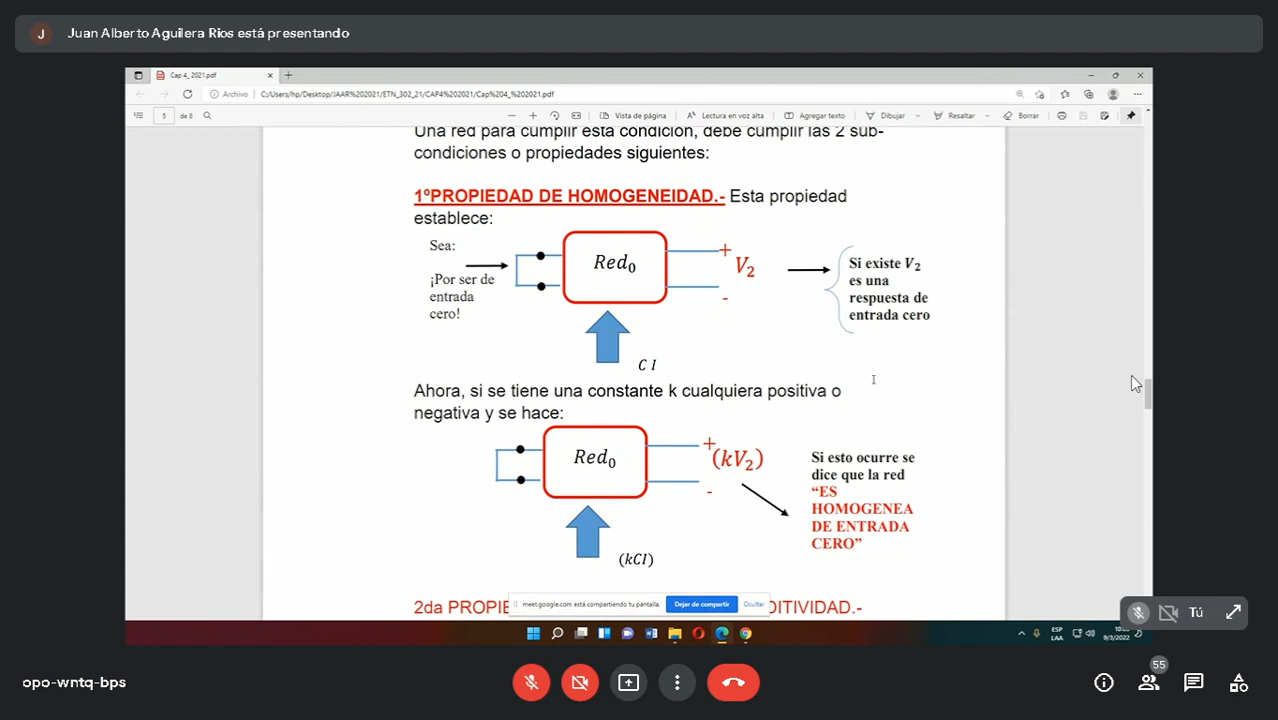 J Juan Alberto Aguilera Rios está presentando
Cap 4_ 2021.pdf
Archivo C:/Users/hp/Desktop/JAAR%202021/ETN_302_21/CAP4%202021/Cap%204_%202021.pdf
5 de 8 Vista de página Lectura en voz alta Agregar texto Dibujar Resaltar Borrar
Una red para cumplir esta condición, debe cumplir las 2 sub-
condiciones o propiedades siguientes:
1ºPROPIEDAD DE HOMOGENEIDAD.- Esta propiedad
establece:
Sea:
¡Por ser de
entrada
cero!
Red₀
+
V₂
-
Si existe V₂
es una
respuesta de
entrada cero
C I
Ahora, si se tiene una constante k cualquiera positiva o
negativa y se hace:
Red₀
+
(kV₂)
-
Si esto ocurre se
dice que la red
“ES
HOMOGENEA
DE ENTRADA
CERO”
(kCI)
2da PROPIE DITIVIDAD.-
meet.google.com está compartiendo tu pantalla. Dejar de compartir Ocultar
Tú
ESP
LAA
9/3/2022
opo-wntq-bps
55